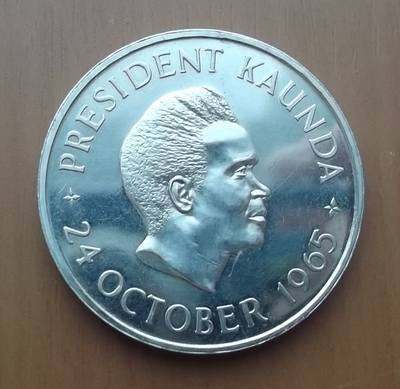 PRESIDENT KAUNDA
24 OCTOBER 1965